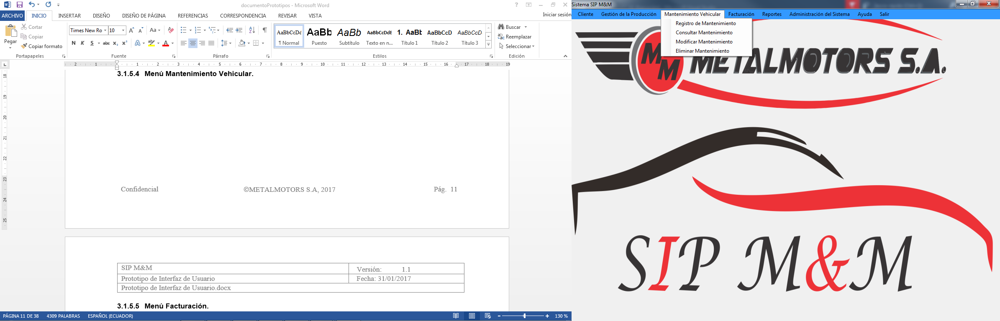 documentoPrototipos - Microsoft Word
ARCHIVO INICIO INSERTAR DISEÑO DISEÑO DE PÁGINA REFERENCIAS CORRESPONDENCIA REVISAR VISTA Iniciar sesión
Pegar
Cortar
Copiar
Copiar formato
Portapapeles
Times New Ro 10
N K S abc x₂ x²
Fuente
Párrafo
AaBbCcDc AaBb AaBb AaBbCcDdE 1. AaBb AaBbCcD AaBbCcD
¶ Normal Puesto Subtítulo Texto en n... Título 1 Título 2 Título 3
Estilos
Buscar
Reemplazar
Seleccionar
Edición
2 1 1 2 3 4 5 6 7 8 9 10 11 12 13 14 15 16 17 18 19
18
19
20
21
22
23
24
25
3.1.5.4 Menú Mantenimiento Vehicular.
Confidencial ©METALMOTORS S.A, 2017 Pág. 11
SIP M&M Versión: 1.1
Prototipo de Interfaz de Usuario Fecha: 31/01/2017
Prototipo de Interfaz de Usuario.docx
3.1.5.5 Menú Facturación.
PÁGINA 11 DE 38 4309 PALABRAS ESPAÑOL (ECUADOR) 130 %
Sistema SIP M&M
Cliente Gestión de la Producción Mantenimiento Vehicular Facturación Reportes Administración del Sistema Ayuda Salir
Registro de Mantenimiento
Consultar Mantenimiento
Modificar Mantenimiento
Eliminar Mantenimiento
MM METALMOTORS S.A.
SIP M&M